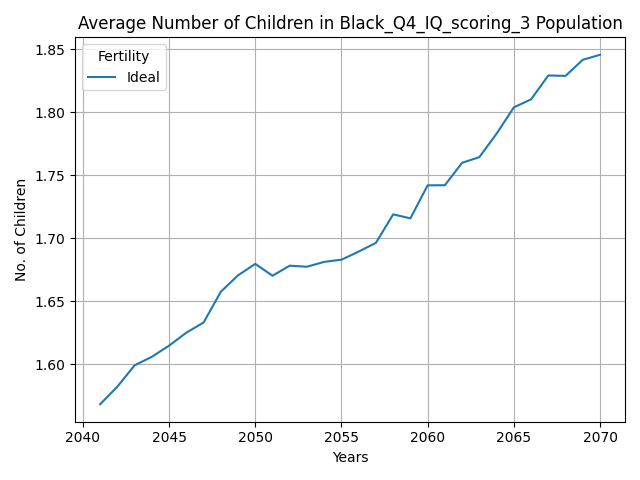 Average Number of Children in Black_Q4_IQ_scoring_3 Population
Fertility
Ideal
No. of Children
1.85
1.80
1.75
1.70
1.65
1.60
2040 2045 2050 2055 2060 2065 2070
Years